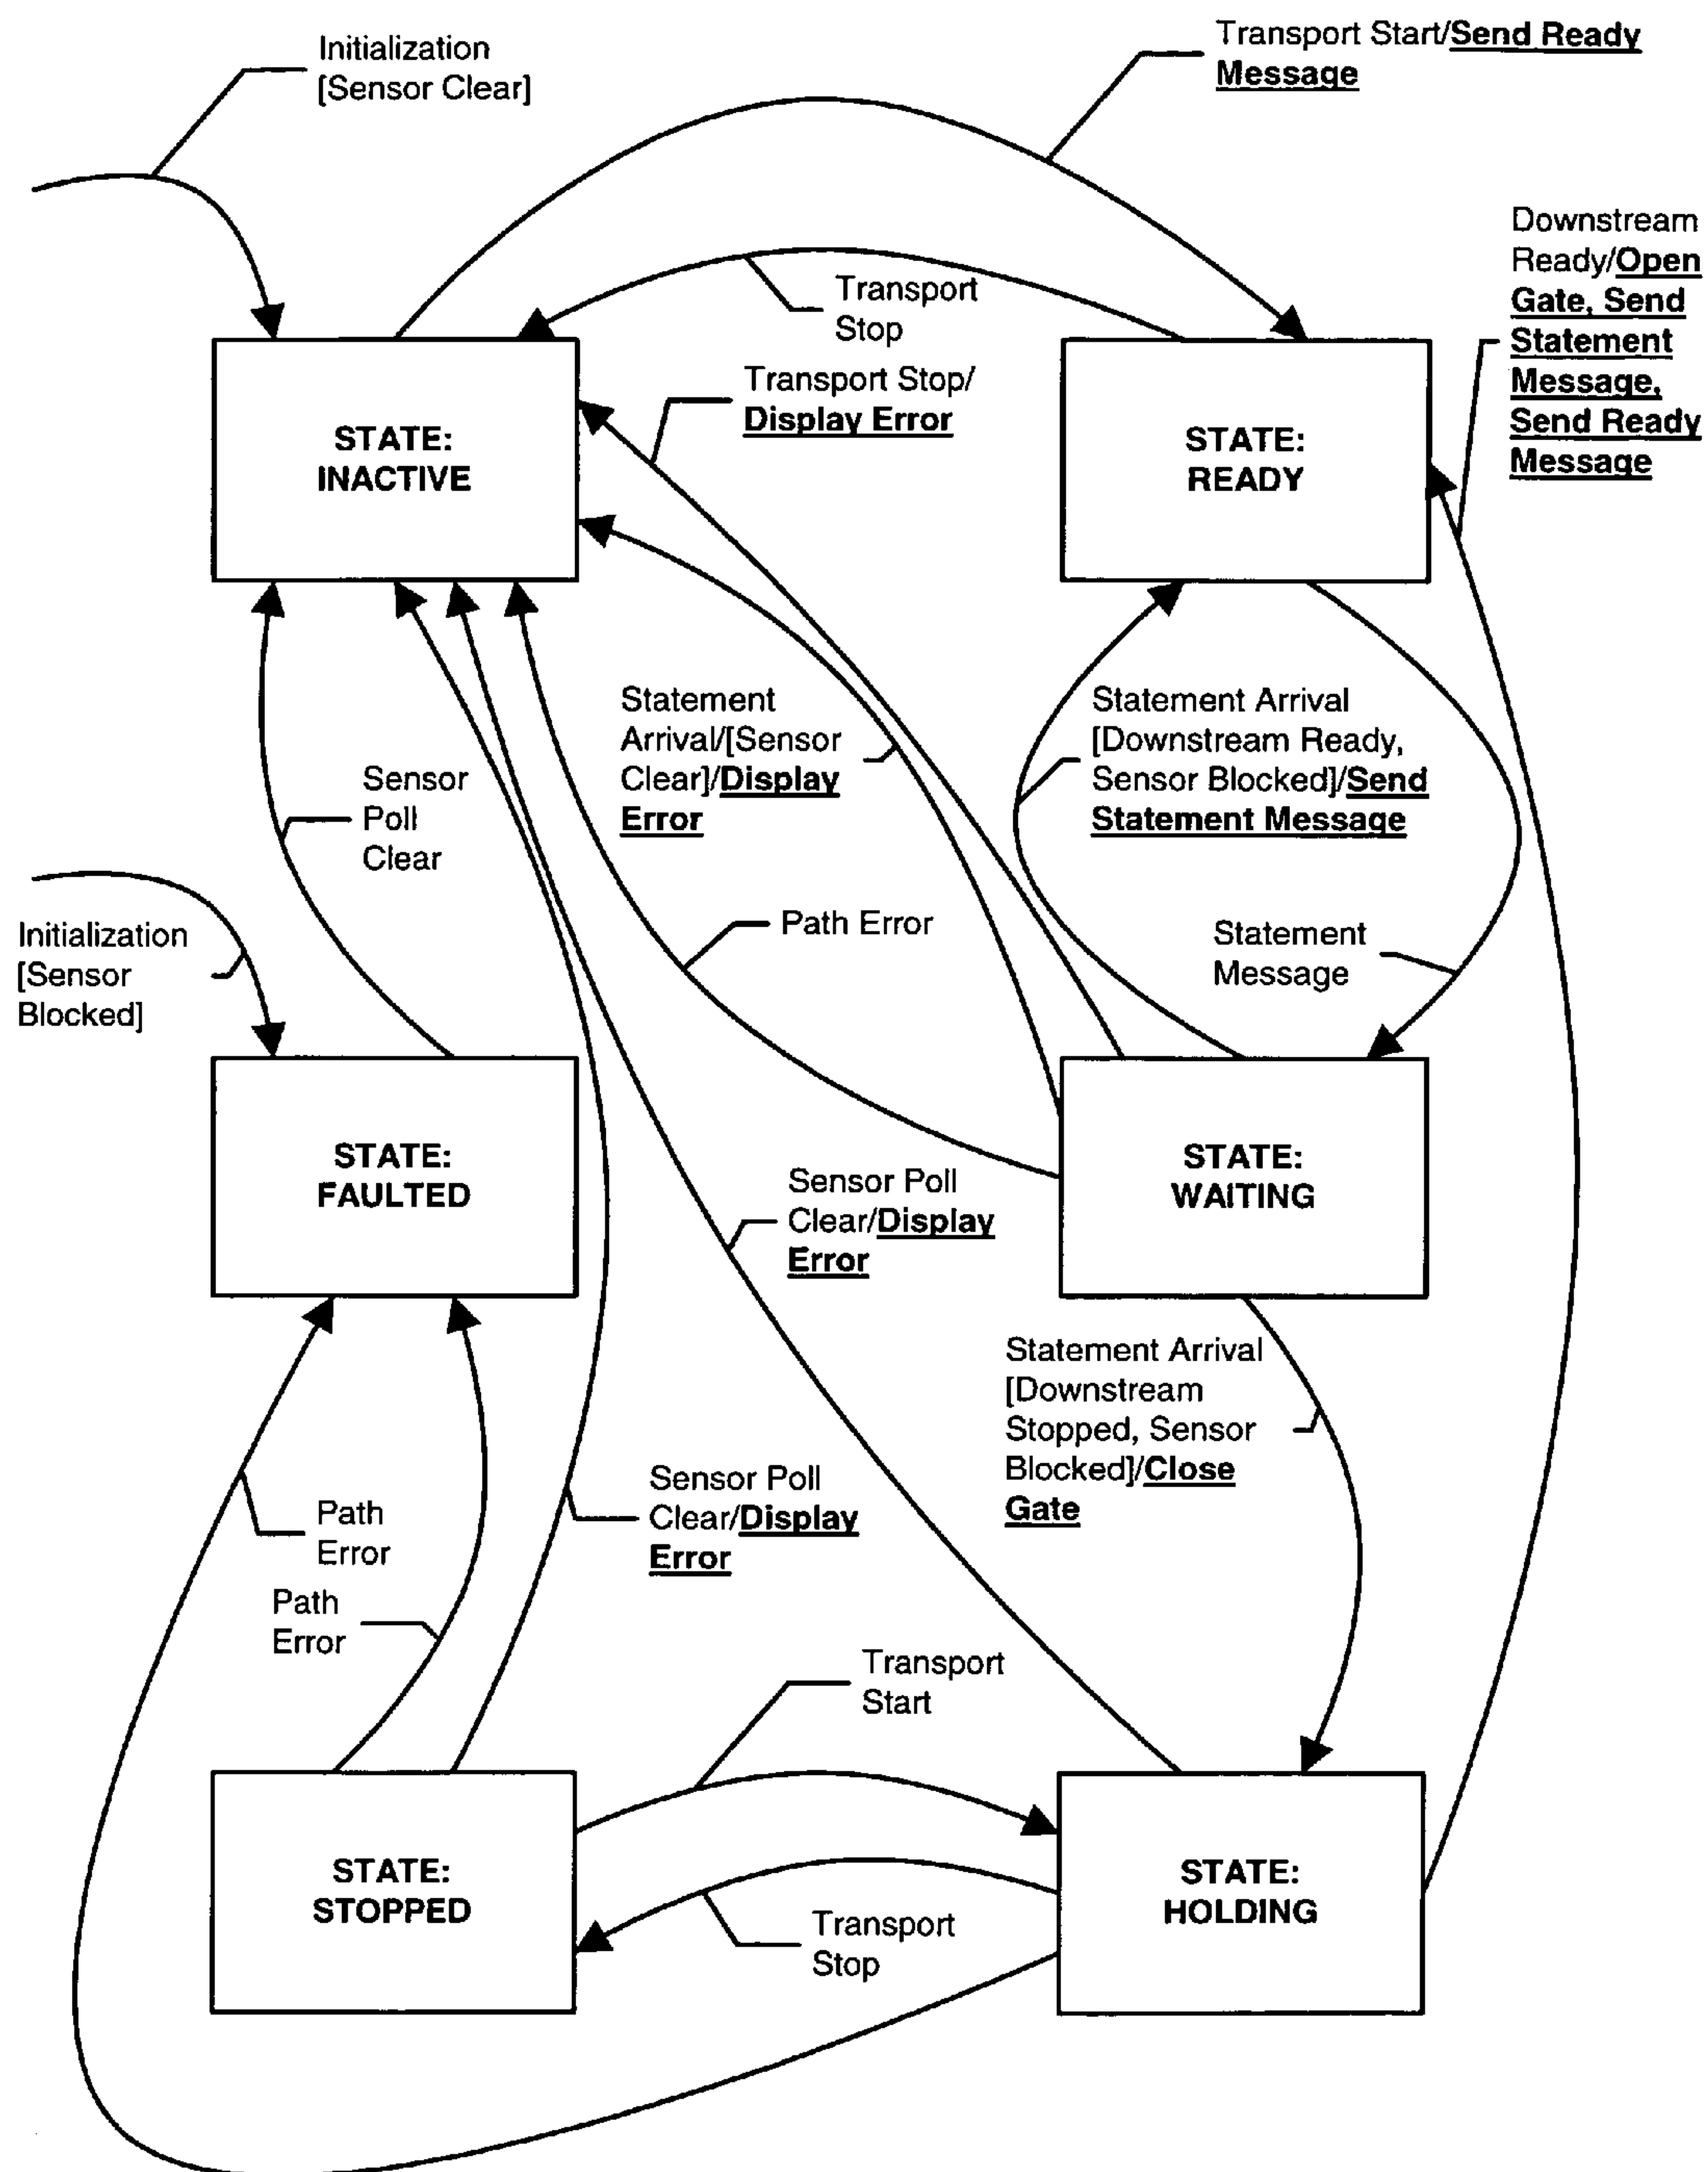 Initialization
[Sensor Clear]
Transport Start/Send Ready
Message
Downstream
Ready/Open
Gate, Send
Statement
Message,
Send Ready
Message
Transport
Stop
Transport Stop/
Display Error
STATE:
INACTIVE
STATE:
READY
Statement
Arrival/[Sensor
Clear]/Display
Error
Statement Arrival
[Downstream Ready,
Sensor Blocked]/Send
Statement Message
Sensor
Poll
Clear
Initialization
[Sensor
Blocked]
Path Error
Statement
Message
STATE:
FAULTED
STATE:
WAITING
Sensor Poll
Clear/Display
Error
Statement Arrival
[Downstream
Stopped, Sensor
Blocked]/Close
Gate
Sensor Poll
Clear/Display
Error
Path
Error
Path
Error
Transport
Start
STATE:
STOPPED
STATE:
HOLDING
Transport
Stop